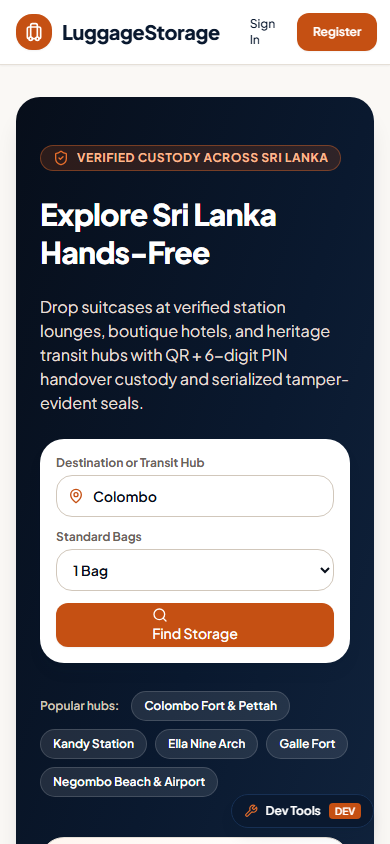 LuggageStorage
Sign
In
Register
VERIFIED CUSTODY ACROSS SRI LANKA
Explore Sri Lanka
Hands-Free
Drop suitcases at verified station
lounges, boutique hotels, and heritage
transit hubs with QR + 6-digit PIN
handover custody and serialized tamper-
evident seals.
Destination or Transit Hub
Colombo
Standard Bags
1 Bag
Find Storage
Popular hubs:
Colombo Fort & Pettah
Kandy Station
Ella Nine Arch
Galle Fort
Negombo Beach & Airport
Dev Tools
DEV